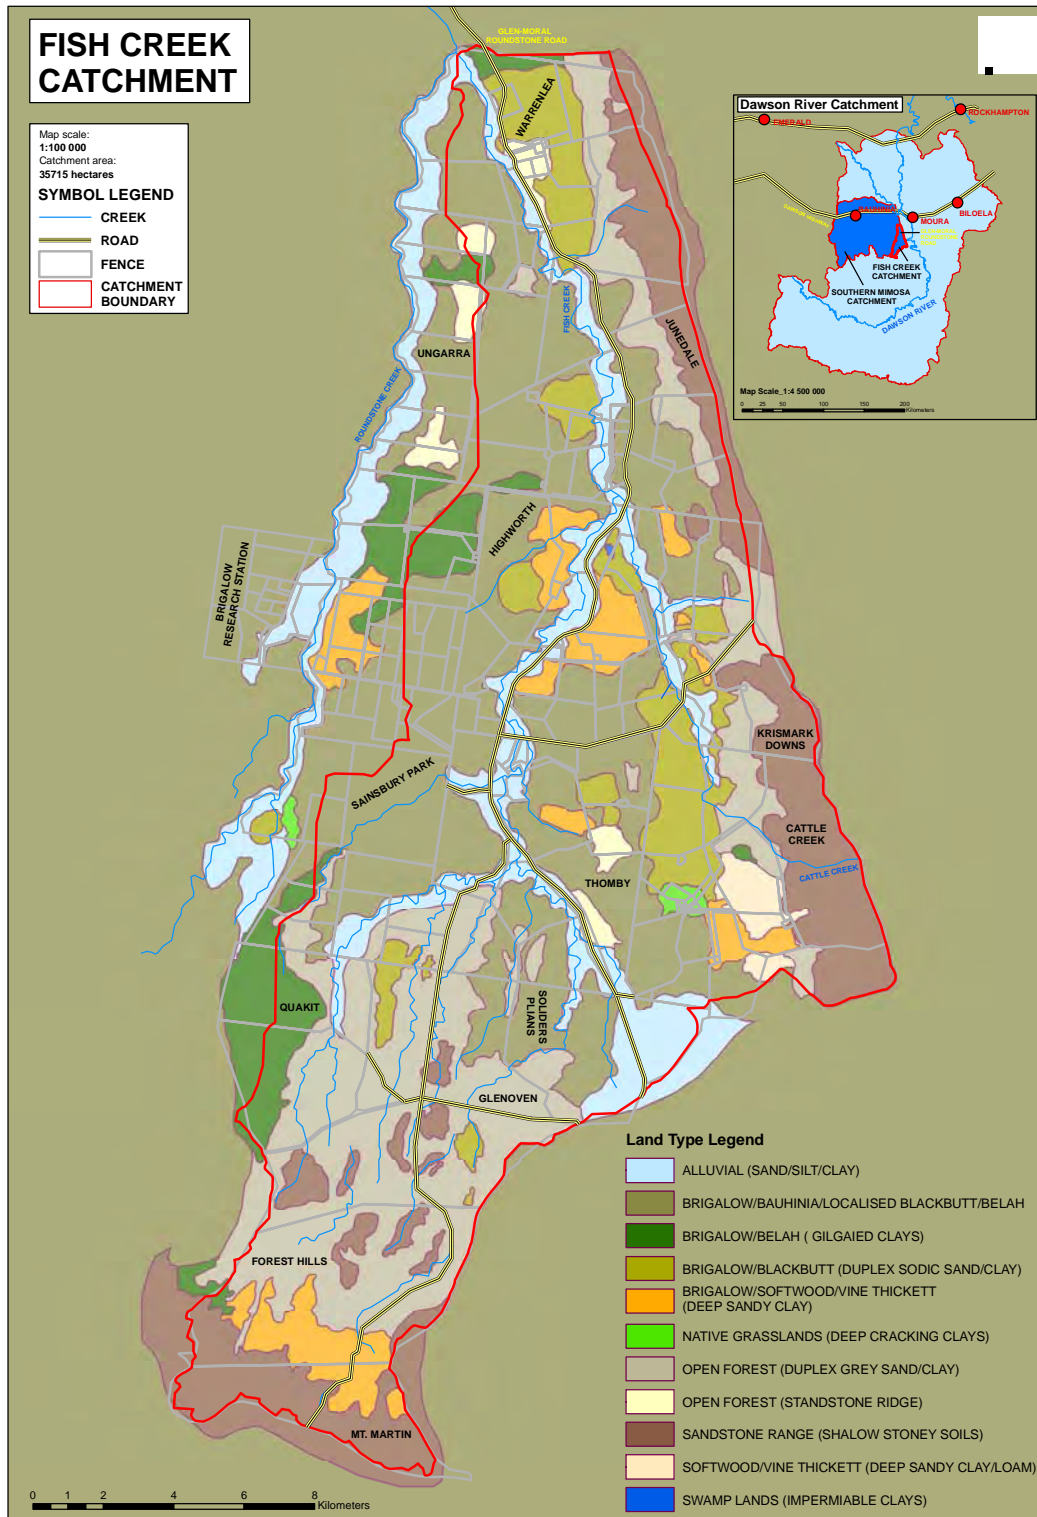 FISH CREEK
CATCHMENT
Map scale:
1:100 000
Catchment area:
35715 hectares
SYMBOL LEGEND
CREEK
ROAD
FENCE
CATCHMENT
BOUNDARY
GLEN-MORAL
ROUNDSTONE ROAD
WARRENLEA
FISH CREEK
JUNEDALE
UNGARRA
ROUNDSTONE CREEK
HIGHWORTH
BRIGALOW
RESEARCH STATION
KRISMARK
DOWNS
SAINSBURY PARK
CATTLE
CREEK
CATTLE CREEK
THOMBY
QUAKIT
SOLIDERS
PLIANS
GLENOVEN
FOREST HILLS
MT. MARTIN
Dawson River Catchment
EMERALD
ROCKHAMPTON
MOURA
BILOELA
FISH CREEK
CATCHMENT
SOUTHERN MIMOSA
CATCHMENT
DAWSON RIVER
Map Scale_1:4 500 000
0 25 50 100 150 200
Kilometers
Land Type Legend
ALLUVIAL (SAND/SILT/CLAY)
BRIGALOW/BAUHINIA/LOCALISED BLACKBUTT/BELAH
BRIGALOW/BELAH ( GILGAIED CLAYS)
BRIGALOW/BLACKBUTT (DUPLEX SODIC SAND/CLAY)
BRIGALOW/SOFTWOOD/VINE THICKETT
(DEEP SANDY CLAY)
NATIVE GRASSLANDS (DEEP CRACKING CLAYS)
OPEN FOREST (DUPLEX GREY SAND/CLAY)
OPEN FOREST (STANDSTONE RIDGE)
SANDSTONE RANGE (SHALOW STONEY SOILS)
SOFTWOOD/VINE THICKETT (DEEP SANDY CLAY/LOAM)
SWAMP LANDS (IMPERMIABLE CLAYS)
0 1 2 4 6 8
Kilometers